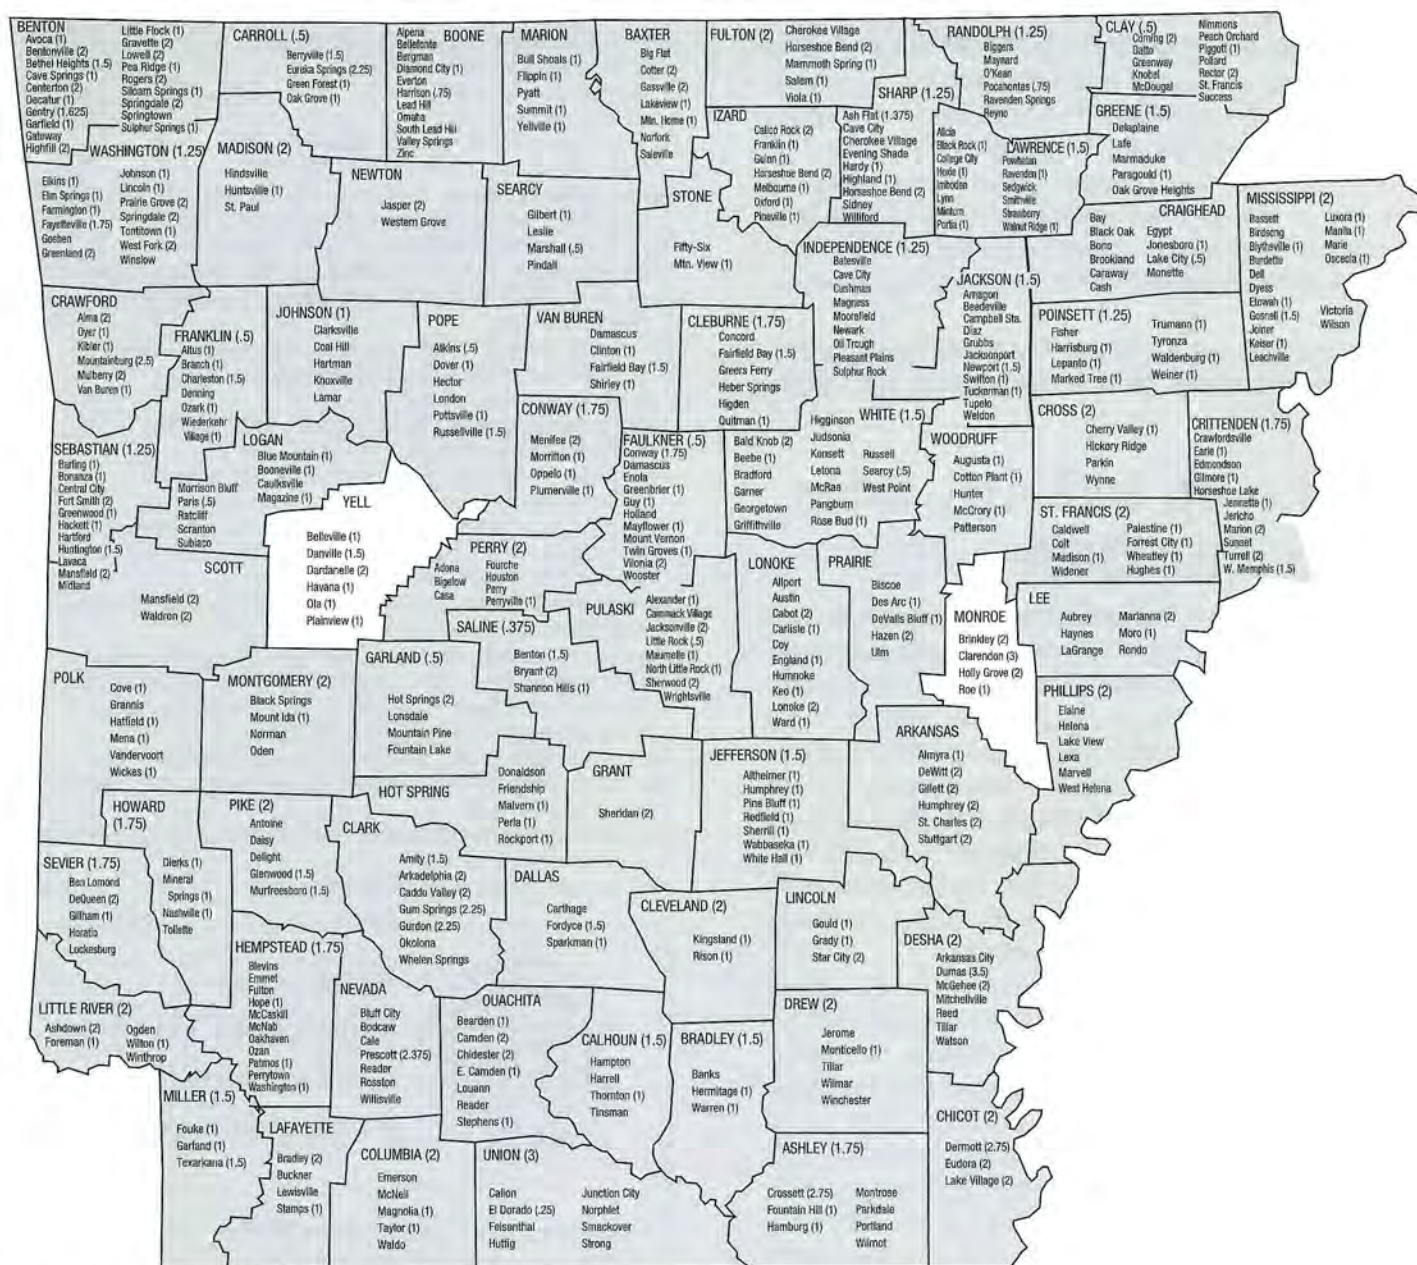 BENTON
Avoca (1)
Bentonville (2)
Bethel Heights (1.5)
Cave Springs (1)
Centerton (2)
Decatur (1)
Gentry (1.625)
Garfield (1)
Gateway
Highfill (2)
Little Flock (1)
Gravette (2)
Lowell (2)
Pea Ridge (1)
Rogers (2)
Siloam Springs (1)
Springdale (2)
Springtown
Sulphur Springs (1)
CARROLL (.5)
Berryville (1.5)
Eureka Springs (2.25)
Green Forest (1)
Oak Grove (1)
BOONE
Alpena
Bellefonte
Bergman
Diamond City (1)
Everton
Harrison (.75)
Lead Hill
Omaha
South Lead Hill
Valley Springs
Zinc
MARION
Bull Shoals (1)
Flippin (1)
Pyatt
Summit (1)
Yellville (1)
BAXTER
Big Flat
Cotter (2)
Gassville (2)
Lakeview (1)
Mtn. Home (1)
Norfork
Salesville
FULTON (2)
Cherokee Village
Horseshoe Bend (2)
Mammoth Spring (1)
Salem (1)
Viola (1)
SHARP (1.25)
Ash Flat (1.375)
Cave City
Cherokee Village
Evening Shade
Hardy (1)
Highland (1)
Horseshoe Bend (2)
Sidney
Williford
RANDOLPH (1.25)
Biggers
Maynard
O'Kean
Pocahontas (.75)
Ravenden Springs
Reyno
CLAY (.5)
Corning (2)
Datto
Greenway
Knobel
McDougal
Nimmons
Peach Orchard
Piggott (1)
Pollard
Rector (2)
St. Francis
Success
GREENE (1.5)
Delaplaine
Lafe
Marmaduke
Paragould (1)
Oak Grove Heights
WASHINGTON (1.25)
Elkins (1)
Elm Springs (1)
Farmington (1)
Fayetteville (1.75)
Goshen
Greenland (2)
Johnson (1)
Lincoln (1)
Prairie Grove (2)
Springdale (2)
Tontitown (1)
West Fork (2)
Winslow
MADISON (2)
Hindsville
Huntsville (1)
St. Paul
NEWTON
Jasper (2)
Western Grove
SEARCY
Gilbert (1)
Leslie
Marshall (.5)
Pindall
STONE
Fifty-Six
Mtn. View (1)
IZARD
Calico Rock (2)
Franklin (1)
Guion (1)
Horseshoe Bend (2)
Melbourne (1)
Oxford (1)
Pineville (1)
LAWRENCE (1.5)
Alicia
Black Rock (1)
College City
Hoxie (1)
Imboden
Lynn
Minturn
Portia (1)
Powhatan
Ravenden (1)
Sedgwick
Smithville
Strawberry
Walnut Ridge (1)
CRAIGHEAD
Bay
Black Oak
Bono
Brookland
Caraway
Cash
Egypt
Jonesboro (1)
Lake City (.5)
Monette
MISSISSIPPI (2)
Bassett
Birdsong
Blytheville (1)
Burdette
Dell
Dyess
Etowah (1)
Gosnell (1.5)
Joiner
Keiser (1)
Leachville
Luxora (1)
Manila (1)
Marie
Osceola (1)
Victoria
Wilson
INDEPENDENCE (1.25)
Batesville
Cave City
Cushman
Magness
Moorefield
Newark
Oil Trough
Pleasant Plains
Sulphur Rock
JACKSON (1.5)
Amagon
Beedeville
Campbell Sta.
Diaz
Grubbs
Jacksonport
Newport (1.5)
Swifton (1)
Tuckerman (1)
Tupelo
Weldon
POINSETT (1.25)
Fisher
Harrisburg (1)
Lepanto (1)
Marked Tree (1)
Trumann (1)
Tyronza
Waldenburg (1)
Weiner (1)
CRAWFORD
Alma (2)
Dyer (1)
Kibler (1)
Mountainburg (2.5)
Mulberry (2)
Van Buren (1)
FRANKLIN (.5)
Altus (1)
Branch (1)
Charleston (1.5)
Denning
Ozark (1)
Wiederkehr
Village (1)
JOHNSON (1)
Clarksville
Coal Hill
Hartman
Knoxville
Lamar
POPE
Atkins (.5)
Dover (1)
Hector
London
Pottsville (1)
Russellville (1.5)
VAN BUREN
Damascus
Clinton (1)
Fairfield Bay (1.5)
Shirley (1)
CLEBURNE (1.75)
Concord
Fairfield Bay (1.5)
Greers Ferry
Heber Springs
Higden
Quitman (1)
CONWAY (1.75)
Menifee (2)
Morrilton (1)
Oppelo (1)
Plumerville (1)
FAULKNER (.5)
Conway (1.75)
Damascus
Enola
Greenbrier (1)
Guy (1)
Holland
Mayflower (1)
Mount Vernon
Twin Groves (1)
Vilonia (2)
Wooster
WHITE (1.5)
Bald Knob (2)
Beebe (1)
Bradford
Garner
Georgetown
Griffithville
Higginson
Judsonia
Kensett
Letona
McRae
Pangburn
Rose Bud (1)
Russell
Searcy (.5)
West Point
WOODRUFF
Augusta (1)
Cotton Plant (1)
Hunter
McCrory (1)
Patterson
CROSS (2)
Cherry Valley (1)
Hickory Ridge
Parkin
Wynne
CRITTENDEN (1.75)
Crawfordsville
Earle (1)
Edmondson
Gilmore (1)
Horseshoe Lake
Jennette (1)
Jericho
Marion (2)
Sunset
Turrell (2)
W. Memphis (1.5)
ST. FRANCIS (2)
Caldwell
Colt
Madison (1)
Widener
Palestine (1)
Forrest City (1)
Wheatley (1)
Hughes (1)
SEBASTIAN (1.25)
Barling (1)
Bonanza (1)
Central City
Fort Smith (2)
Greenwood (1)
Hackett (1)
Hartford
Huntington (1.5)
Lavaca
Mansfield (2)
Midland
LOGAN
Blue Mountain (1)
Booneville (1)
Caulksville
Magazine (1)
Morrison Bluff
Paris (.5)
Ratcliff
Scranton
Subiaco
YELL
Belleville (1)
Danville (1.5)
Dardanelle (2)
Havana (1)
Ola (1)
Plainview (1)
SCOTT
Mansfield (2)
Waldron (2)
PERRY (2)
Adona
Bigelow
Casa
Fourche
Houston
Perry
Perryville (1)
PULASKI
Alexander (1)
Cammack Village
Jacksonville (2)
Little Rock (.5)
Maumelle (1)
North Little Rock (1)
Sherwood (2)
Wrightsville
LONOKE
Allport
Austin
Cabot (2)
Carlisle (1)
Coy
England (1)
Humnoke
Keo (1)
Lonoke (2)
Ward (1)
PRAIRIE
Biscoe
Des Arc (1)
DeValls Bluff (1)
Hazen (2)
Ulm
MONROE
Brinkley (2)
Clarendon (3)
Holly Grove (2)
Roe (1)
LEE
Aubrey
Haynes
LaGrange
Marianna (2)
Moro (1)
Rondo
PHILLIPS (2)
Elaine
Helena
Lake View
Lexa
Marvell
West Helena
SALINE (.375)
Benton (1.5)
Bryant (2)
Shannon Hills (1)
GARLAND (.5)
Hot Springs (2)
Lonsdale
Mountain Pine
Fountain Lake
POLK
Cove (1)
Grannis
Hatfield (1)
Mena (1)
Vandervoort
Wickes (1)
MONTGOMERY (2)
Black Springs
Mount Ida (1)
Norman
Oden
HOT SPRING
Donaldson
Friendship
Malvern (1)
Perla (1)
Rockport (1)
GRANT
Sheridan (2)
JEFFERSON (1.5)
Altheimer (1)
Humphrey (1)
Pine Bluff (1)
Redfield (1)
Sherrill (1)
Wabbaseka (1)
White Hall (1)
ARKANSAS
Almyra (1)
DeWitt (2)
Gillett (2)
Humphrey (2)
St. Charles (2)
Stuttgart (2)
HOWARD
(1.75)
Dierks (1)
Mineral
Springs (1)
Nashville (1)
Tollette
PIKE (2)
Antoine
Daisy
Delight
Glenwood (1.5)
Murfreesboro (1.5)
CLARK
Amity (1.5)
Arkadelphia (2)
Caddo Valley (2)
Gum Springs (2.25)
Gurdon (2.25)
Okolona
Whelen Springs
SEVIER (1.75)
Ben Lomond
DeQueen (2)
Gillham (1)
Horatio
Lockesburg
DALLAS
Carthage
Fordyce (1.5)
Sparkman (1)
CLEVELAND (2)
Kingsland (1)
Rison (1)
LINCOLN
Gould (1)
Grady (1)
Star City (2)
DESHA (2)
Arkansas City
Dumas (3.5)
McGehee (2)
Mitchellville
Reed
Tillar
Watson
HEMPSTEAD (1.75)
Blevins
Emmet
Fulton
Hope (1)
McCaskill
McNab
Oakhaven
Ozan
Patmos (1)
Perrytown
Washington (1)
LITTLE RIVER (2)
Ashdown (2)
Foreman (1)
Ogden
Wilton (1)
Winthrop
NEVADA
Bluff City
Bodcaw
Cale
Prescott (2.375)
Reader
Rosston
Willisville
OUACHITA
Bearden (1)
Camden (2)
Chidester (2)
E. Camden (1)
Louann
Reader
Stephens (1)
CALHOUN (1.5)
Hampton
Harrell
Thornton (1)
Tinsman
BRADLEY (1.5)
Banks
Hermitage (1)
Warren (1)
DREW (2)
Jerome
Monticello (1)
Tillar
Wilmar
Winchester
MILLER (1.5)
Fouke (1)
Garland (1)
Texarkana (1.5)
LAFAYETTE
Bradley (2)
Buckner
Lewisville
Stamps (1)
COLUMBIA (2)
Emerson
McNeil
Magnolia (1)
Taylor (1)
Waldo
UNION (3)
Calion
El Dorado (.25)
Felsenthal
Huttig
Junction City
Norphlet
Smackover
Strong
ASHLEY (1.75)
Crossett (2.75)
Fountain Hill (1)
Hamburg (1)
Montrose
Parkdale
Portland
Wilmot
CHICOT (2)
Dermott (2.75)
Eudora (2)
Lake Village (2)